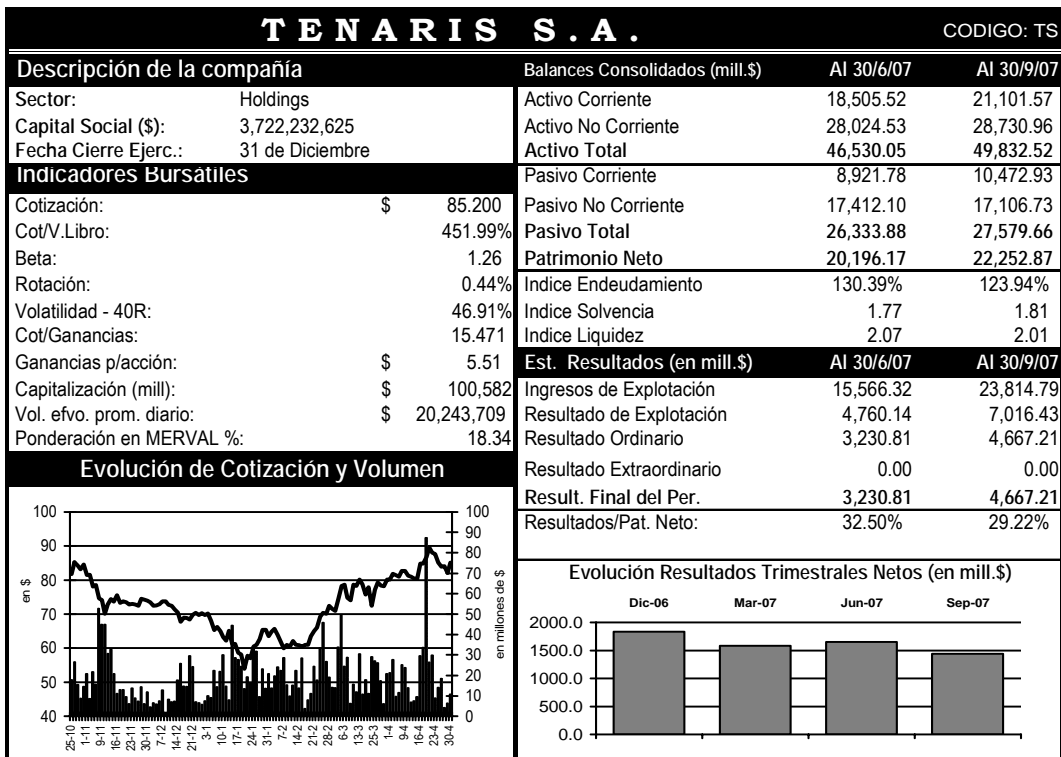 TENARIS S.A.
CODIGO: TS
Descripción de la compañía
Sector: Holdings
Capital Social ($): 3,722,232,625
Fecha Cierre Ejerc.: 31 de Diciembre
Indicadores Bursátiles
Cotización: $ 85.200
Cot/V.Libro: 451.99%
Beta: 1.26
Rotación: 0.44%
Volatilidad - 40R: 46.91%
Cot/Ganancias: 15.471
Ganancias p/acción: $ 5.51
Capitalización (mill): $ 100,582
Vol. efvo. prom. diario: $ 20,243,709
Ponderación en MERVAL %: 18.34
Evolución de Cotización y Volumen
100
90
80
70
60
50
40
en $
100
90
80
70
60
50
40
30
20
10
0
en millones de $
25-10
1-11
9-11
16-11
23-11
30-11
7-12
14-12
21-12
3-1
10-1
17-1
24-1
31-1
7-2
14-2
21-2
28-2
6-3
13-3
25-3
1-4
9-4
16-4
23-4
30-4
Balances Consolidados (mill.$) Al 30/6/07 Al 30/9/07
Activo Corriente 18,505.52 21,101.57
Activo No Corriente 28,024.53 28,730.96
Activo Total 46,530.05 49,832.52
Pasivo Corriente 8,921.78 10,472.93
Pasivo No Corriente 17,412.10 17,106.73
Pasivo Total 26,333.88 27,579.66
Patrimonio Neto 20,196.17 22,252.87
Indice Endeudamiento 130.39% 123.94%
Indice Solvencia 1.77 1.81
Indice Liquidez 2.07 2.01
Est. Resultados (en mill.$) Al 30/6/07 Al 30/9/07
Ingresos de Explotación 15,566.32 23,814.79
Resultado de Explotación 4,760.14 7,016.43
Resultado Ordinario 3,230.81 4,667.21
Resultado Extraordinario 0.00 0.00
Result. Final del Per. 3,230.81 4,667.21
Resultados/Pat. Neto: 32.50% 29.22%
Evolución Resultados Trimestrales Netos (en mill.$)
Dic-06 Mar-07 Jun-07 Sep-07
2000.0
1500.0
1000.0
500.0
0.0